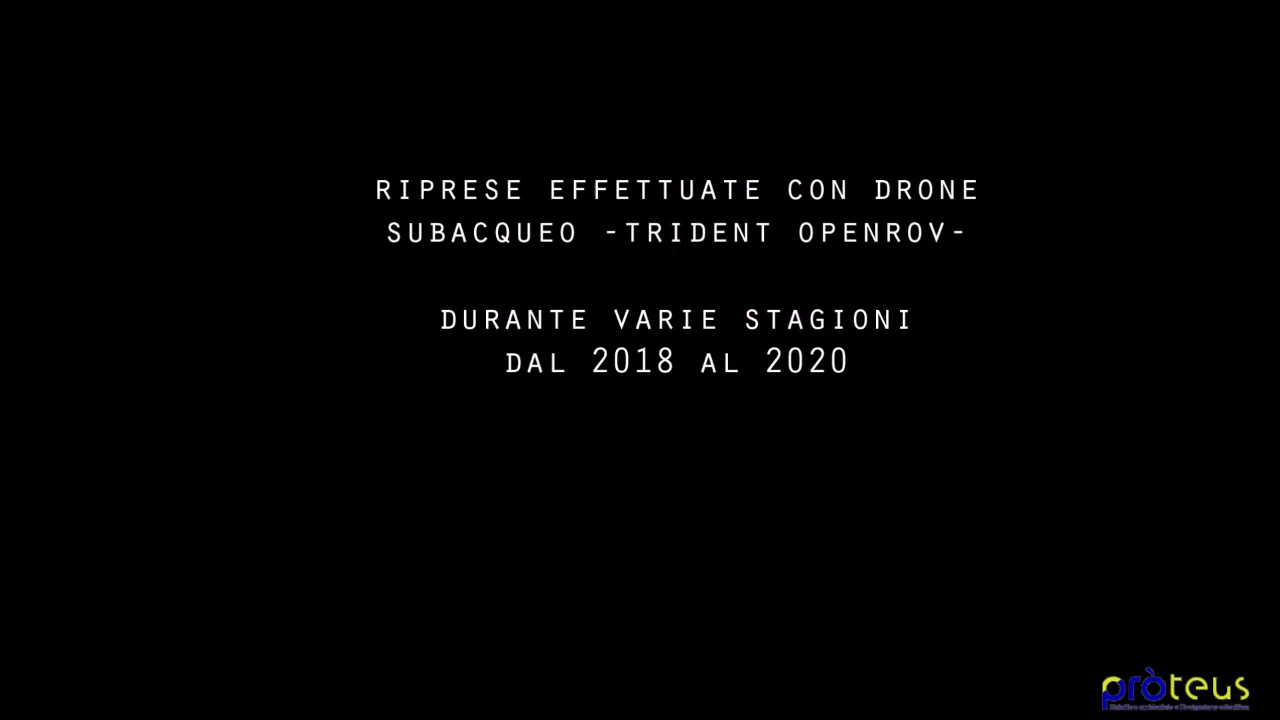 RIPRESE EFFETTUATE CON DRONE
SUBACQUEO -TRIDENT OPENROV-
DURANTE VARIE STAGIONI
DAL 2018 AL 2020
pròteus